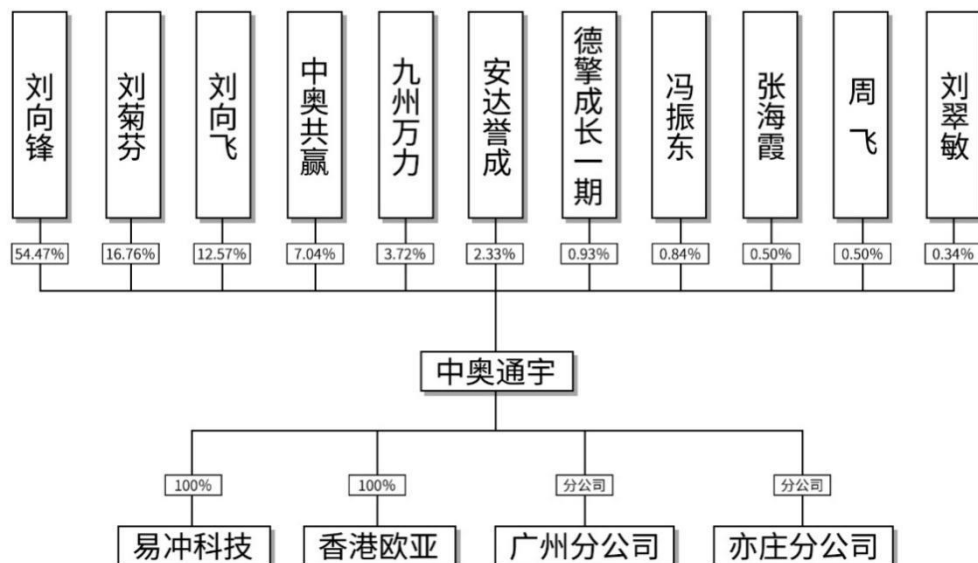 刘向锋
刘菊芬
刘向飞
中奥共赢
九州万力
安达誉成
德擎成长一期
冯振东
张海霞
周飞
刘翠敏
54.47%
16.76%
12.57%
7.04%
3.72%
2.33%
0.93%
0.84%
0.50%
0.50%
0.34%
中奥通宇
100%
100%
分公司
分公司
易冲科技
香港欧亚
广州分公司
亦庄分公司